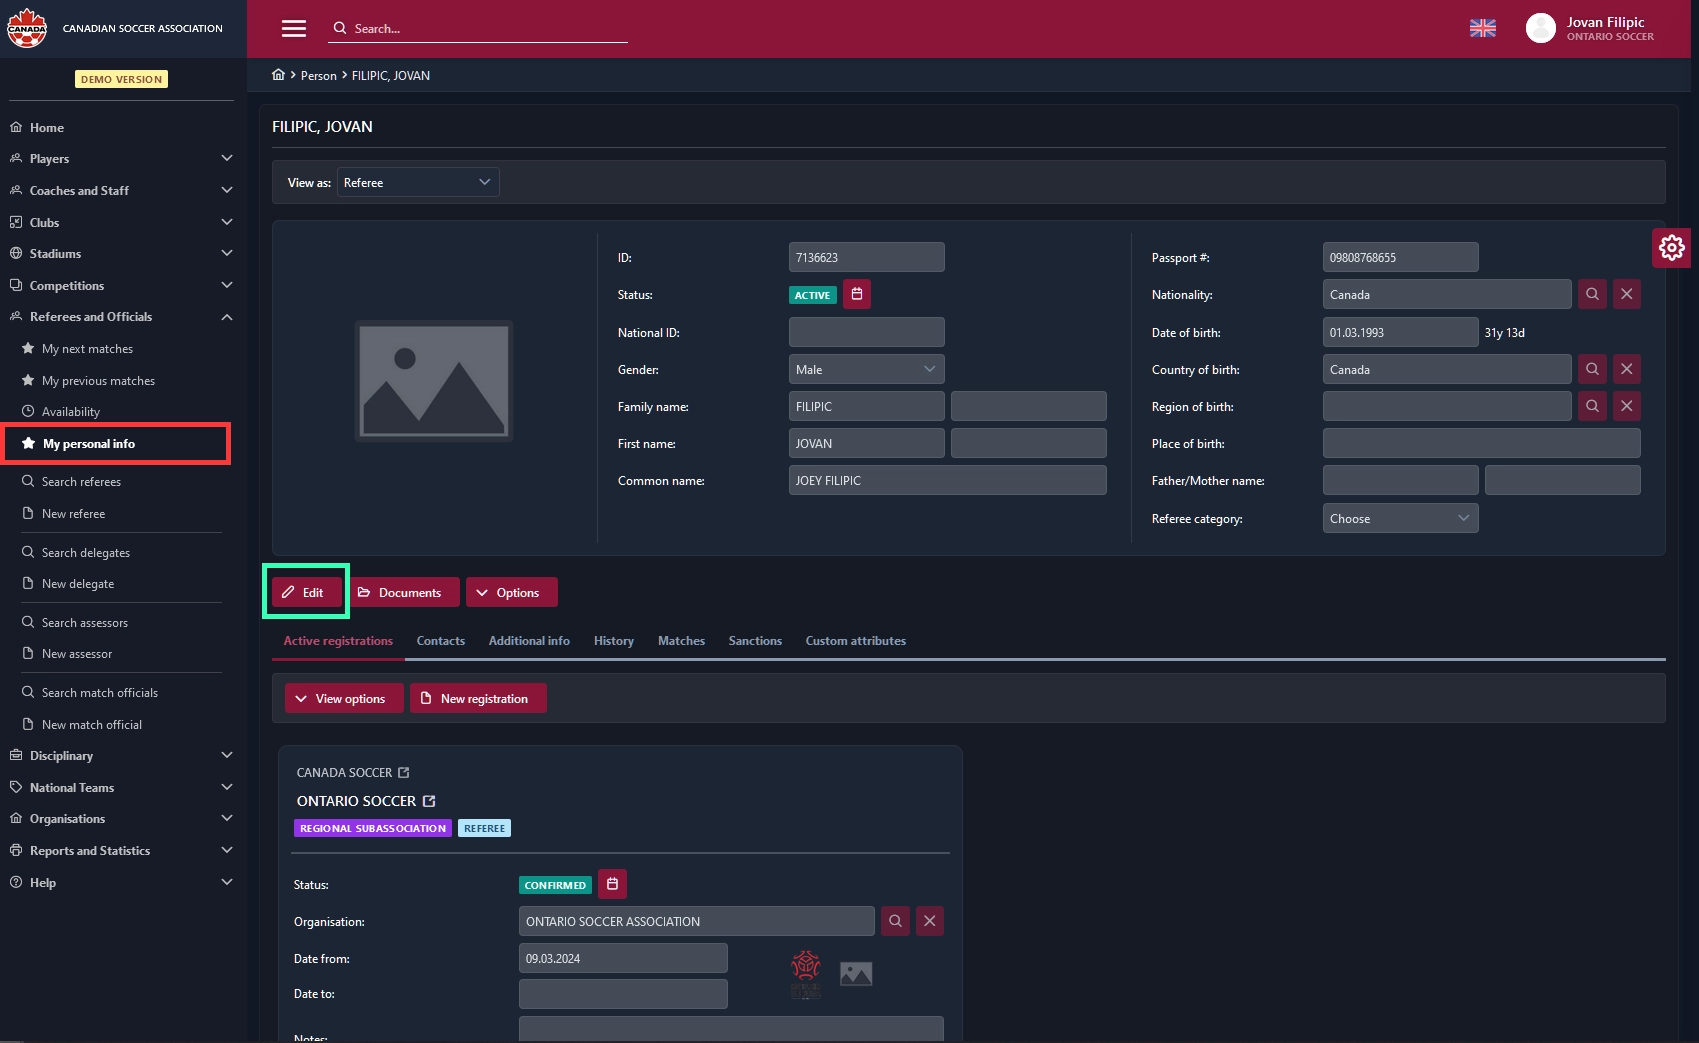 CANADA
CANADIAN SOCCER ASSOCIATION
Search...
Jovan Filipic
ONTARIO SOCCER
DEMO VERSION
Home
Players
Coaches and Staff
Clubs
Stadiums
Competitions
Referees and Officials
My next matches
My previous matches
Availability
My personal info
Search referees
New referee
Search delegates
New delegate
Search assessors
New assessor
Search match officials
New match official
Disciplinary
National Teams
Organisations
Reports and Statistics
Help
Person > FILIPIC, JOVAN
FILIPIC, JOVAN
View as: Referee
ID: 7136623
Status: ACTIVE
National ID:
Gender: Male
Family name: FILIPIC
First name: JOVAN
Common name: JOEY FILIPIC
Passport #: 09808768655
Nationality: Canada
Date of birth: 01.03.1993 31y 13d
Country of birth: Canada
Region of birth:
Place of birth:
Father/Mother name:
Referee category: Choose
Edit Documents Options
Active registrations Contacts Additional info History Matches Sanctions Custom attributes
View options New registration
CANADA SOCCER
ONTARIO SOCCER
REGIONAL SUBASSOCIATION REFEREE
Status: CONFIRMED
Organisation: ONTARIO SOCCER ASSOCIATION
Date from: 09.03.2024
Date to:
Notes: